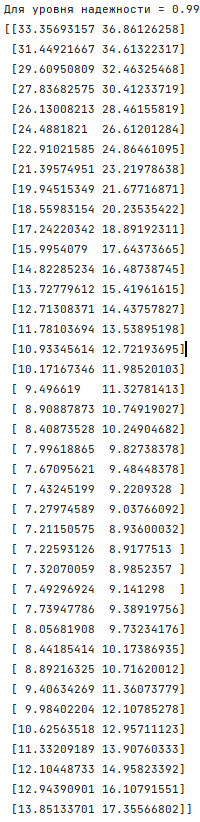 Для уровня надежности = 0.99
[[33.35693157 36.86126258]
[31.44921667 34.61322317]
[29.60950809 32.46325468]
[27.83682575 30.41233719]
[26.13008213 28.46155819]
[24.4881821 26.61201284]
[22.91021585 24.86461095]
[21.39574951 23.21978638]
[19.94515349 21.67716871]
[18.55983154 20.23535422]
[17.24220342 18.89192311]
[15.9954079 17.64373665]
[14.82285234 16.48738745]
[13.72779612 15.41961615]
[12.71308371 14.43757827]
[11.78103694 13.53895198]
[10.93345614 12.72193695]
[10.17167346 11.98520103]
[ 9.496619 11.32781413]
[ 8.90887873 10.74919027]
[ 8.40873528 10.24904682]
[ 7.99618865 9.82738378]
[ 7.67095621 9.48448378]
[ 7.43245199 9.2209328 ]
[ 7.27974589 9.03766092]
[ 7.21150575 8.93600032]
[ 7.22593126 8.9177513 ]
[ 7.32070059 8.9852357 ]
[ 7.49296924 9.141298 ]
[ 7.73947786 9.38919756]
[ 8.05681908 9.73234176]
[ 8.44185414 10.17386935]
[ 8.89216325 10.71620012]
[ 9.40634269 11.36073779]
[ 9.98402204 12.10785278]
[10.62563518 12.95711123]
[11.33209189 13.90760333]
[12.10448733 14.95823392]
[12.94390901 16.10791551]
[13.85133701 17.35566802]]